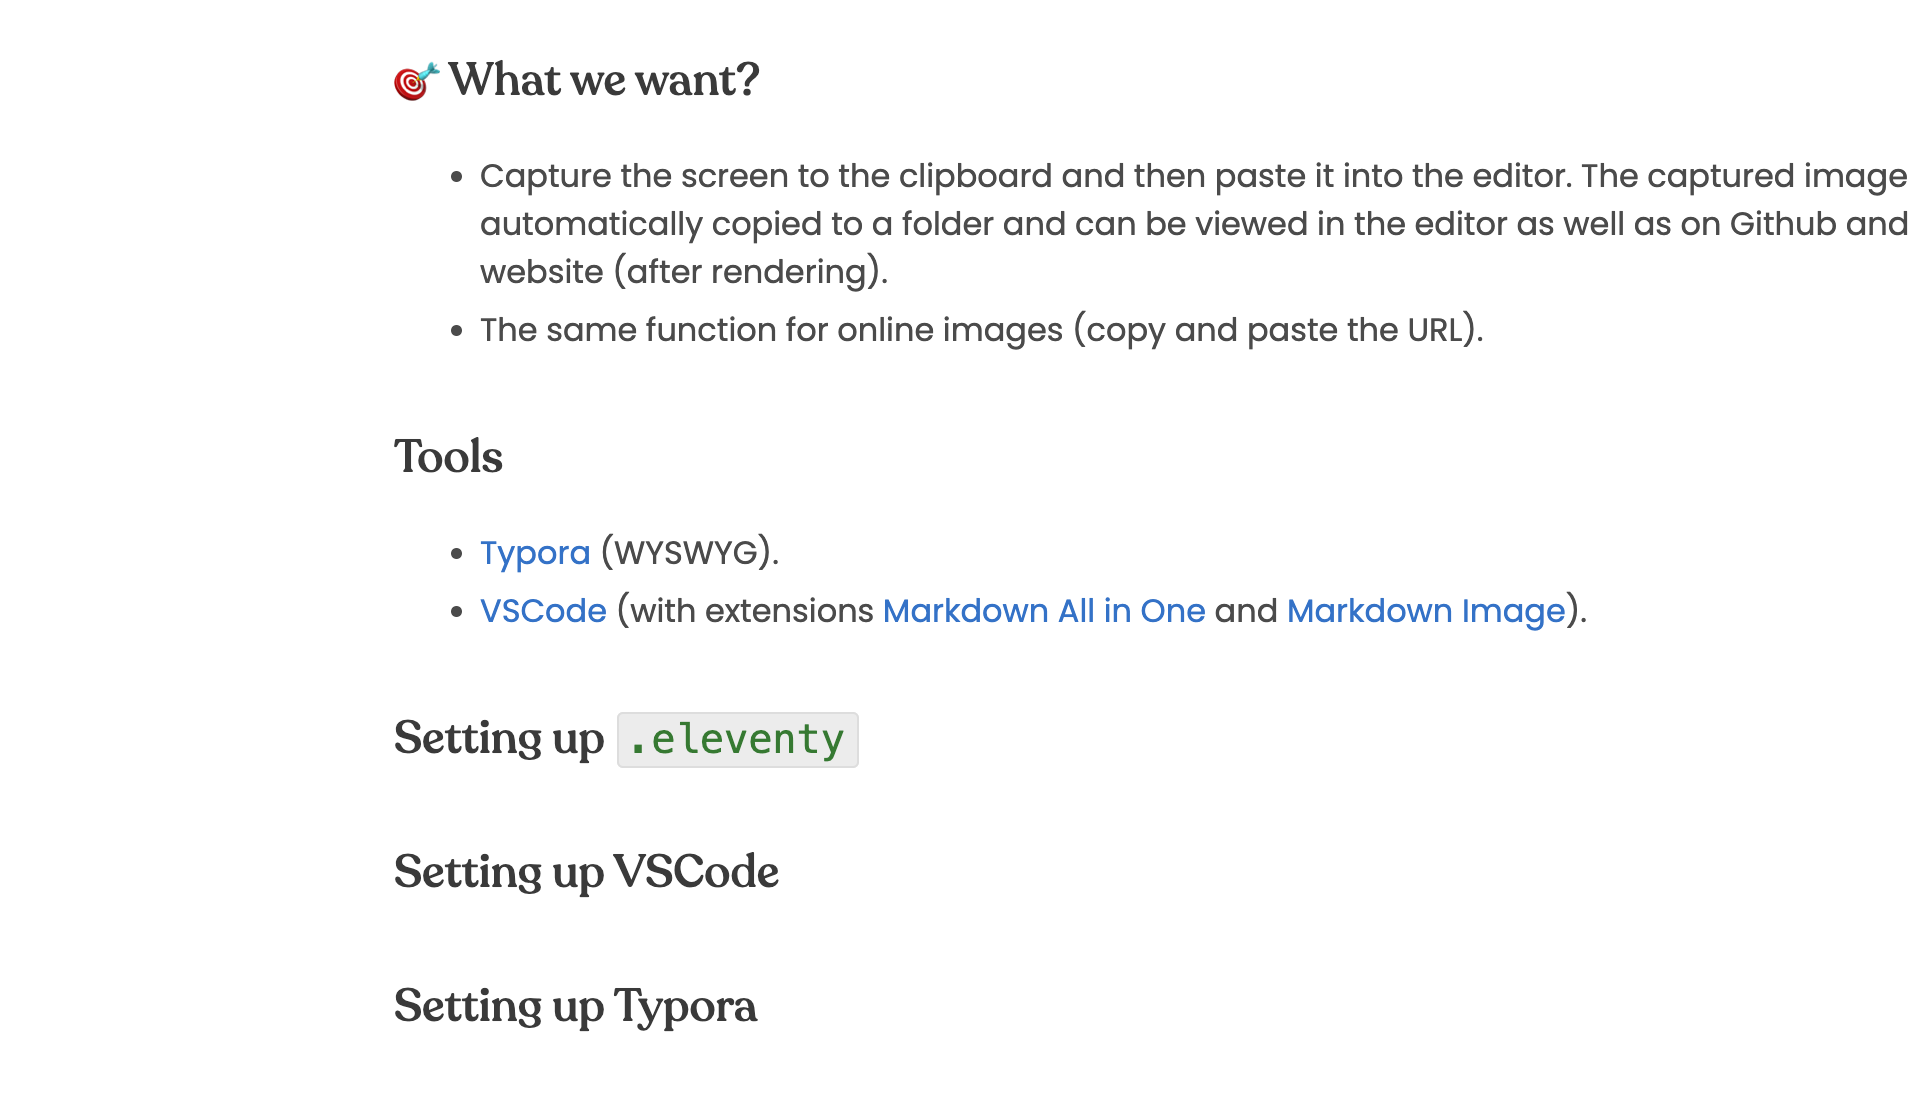 🎯 What we want?
• Capture the screen to the clipboard and then paste it into the editor. The captured image
automatically copied to a folder and can be viewed in the editor as well as on Github and
website (after rendering).
• The same function for online images (copy and paste the URL).
Tools
• Typora (WYSWYG).
• VSCode (with extensions Markdown All in One and Markdown Image).
Setting up .eleventy
Setting up VSCode
Setting up Typora